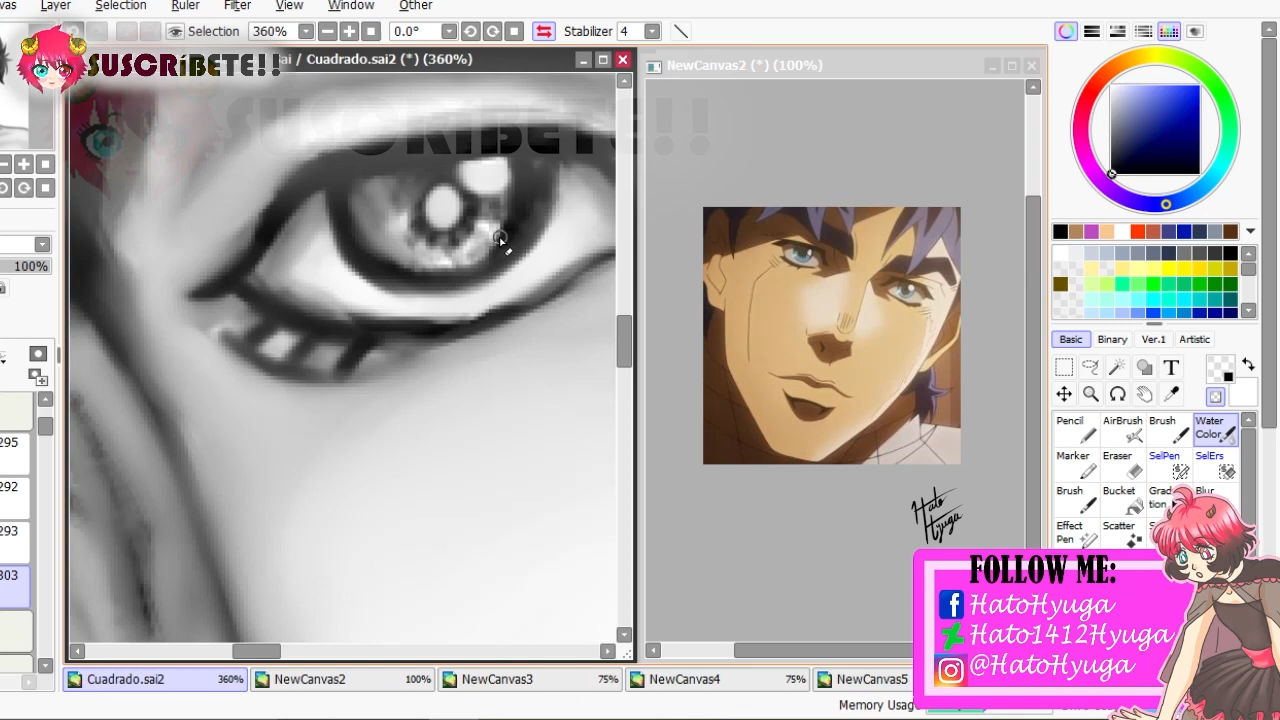 Layer Selection Ruler Filter View Window Other
Selection 360% 0.0° Stabilizer 4
SUSCRiBETE!!
/ Cuadrado.sai2 (*) (360%)
NewCanvas2 (*) (100%)
SUSCRiBETE!!
100%
295
292
293
303
Basic Binary Ver.1 Artistic
T
Pencil AirBrush Brush Water Color
Marker Eraser SelPen SelErs
Brush Bucket Gradation Blur
Effect Pen Scatter
Hato Hyuga
FOLLOW ME:
HatoHyuga
Hato1412Hyuga
@HatoHyuga
Cuadrado.sai2 360% NewCanvas2 100% NewCanvas3 75% NewCanvas4 75% NewCanvas5
Memory Usage